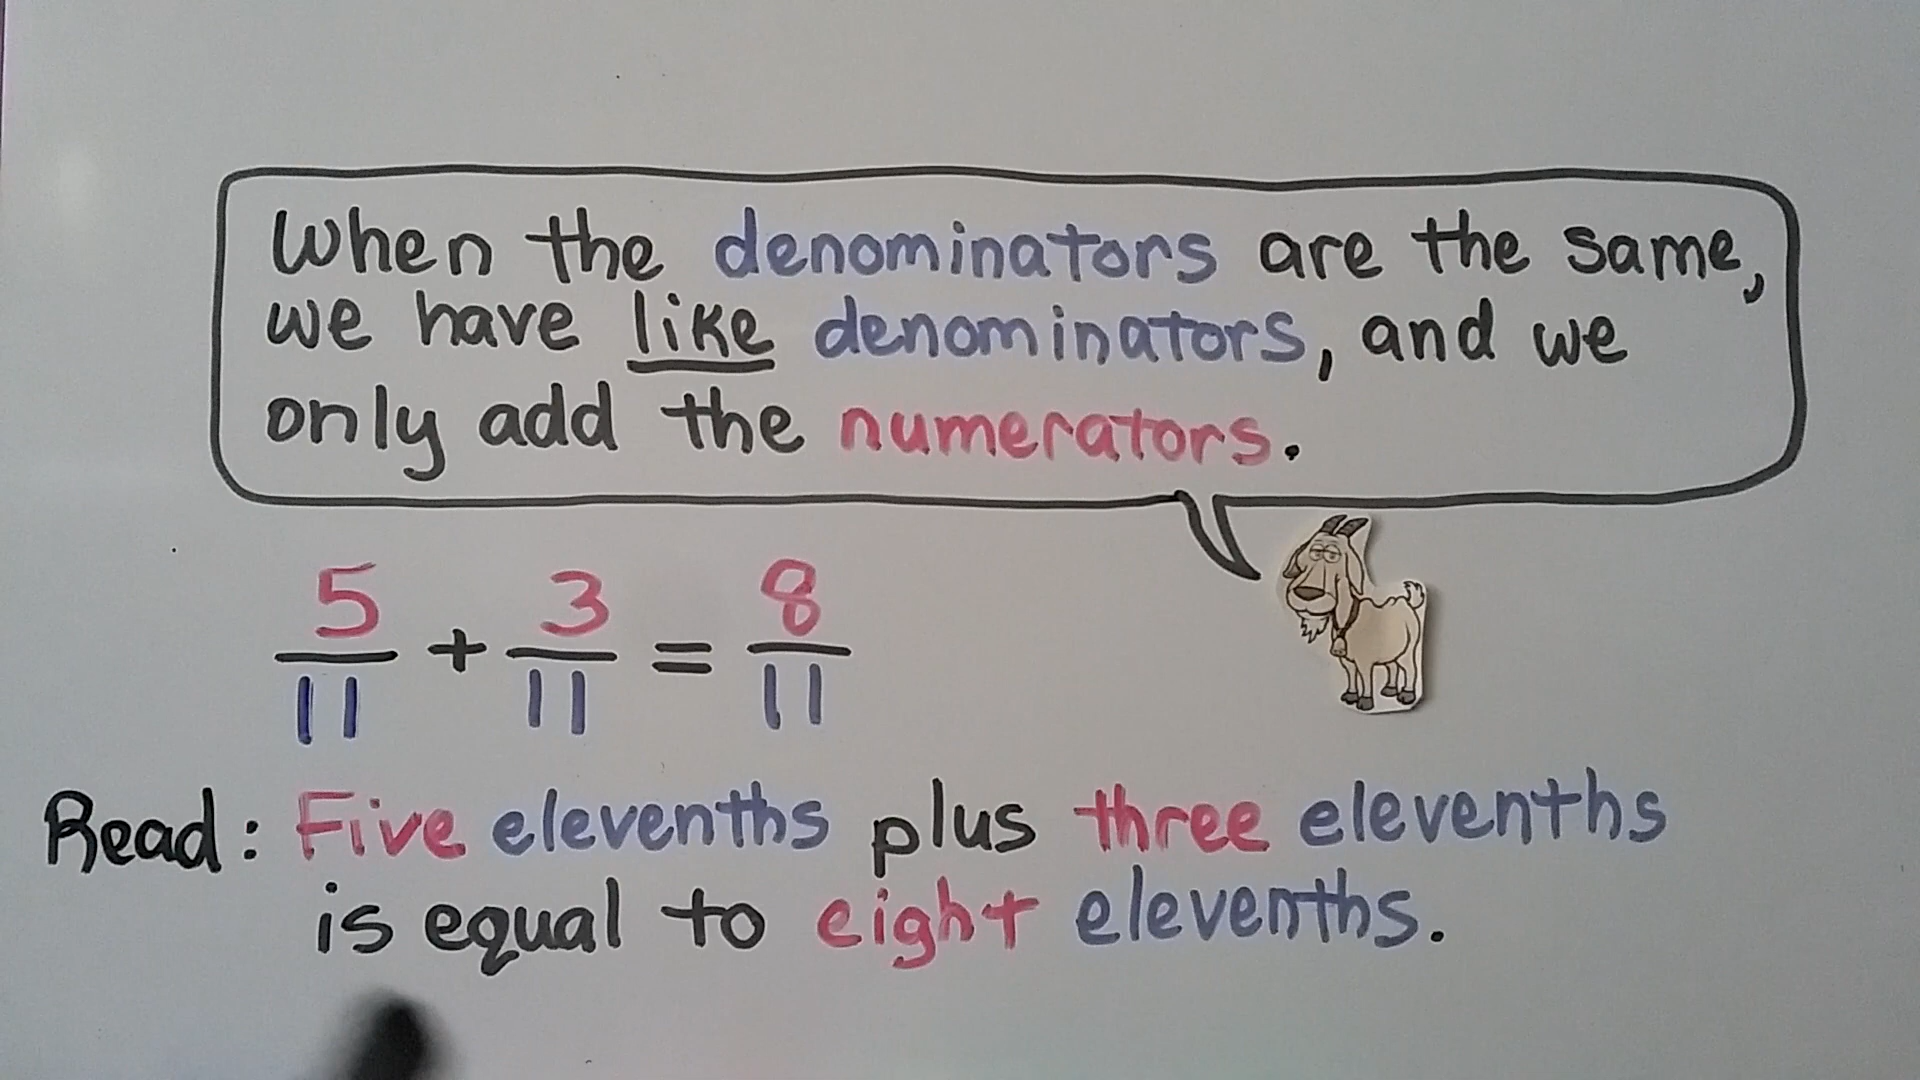 When the denominators are the same,
we have like denominators, and we
only add the numerators.
5/11 + 3/11 = 8/11
Read: Five elevenths plus three elevenths
is equal to eight elevenths.